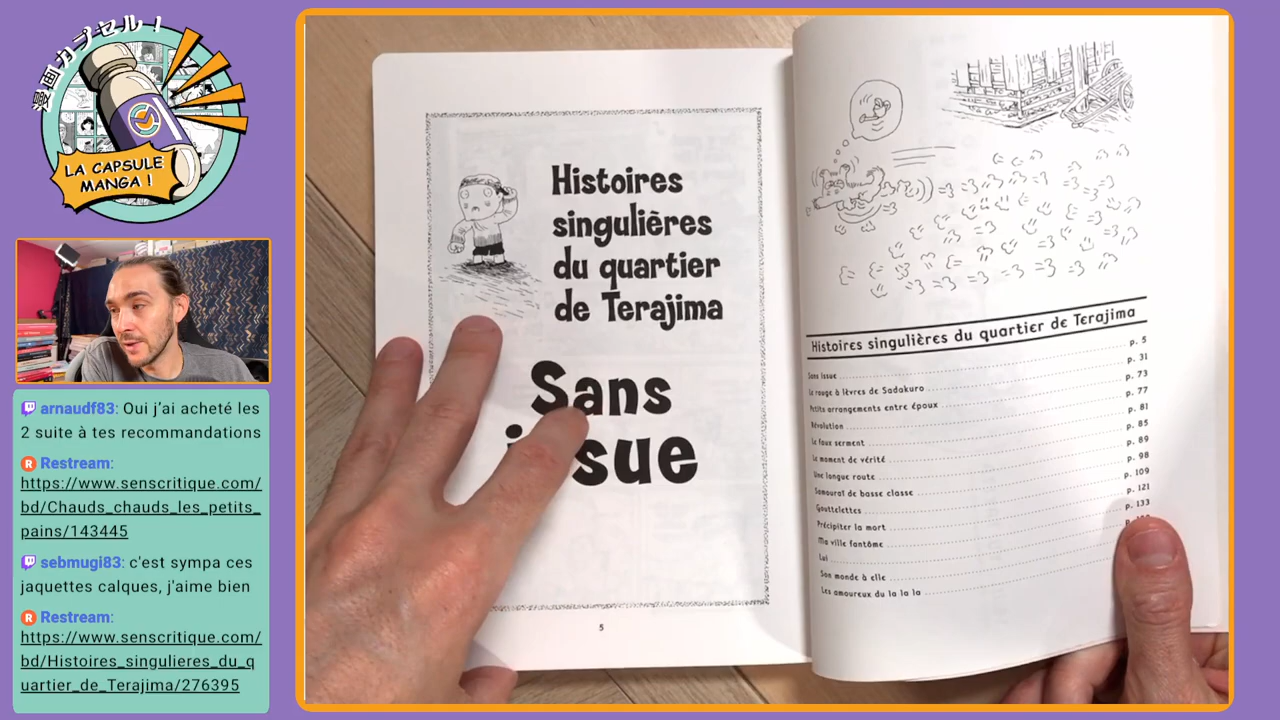 漫画カプセル！
LA CAPSULE
MANGA !
arnaudf83: Oui j'ai acheté les
2 suite à tes recommandations
Restream:
https://www.senscritique.com/
bd/Chauds_chauds_les_petits_
pains/143445
sebmugi83: c'est sympa ces
jaquettes calques, j'aime bien
Restream:
https://www.senscritique.com/
bd/Histoires_singulieres_du_q
uartier_de_Terajima/276395
Histoires
singulières
du quartier
de Terajima
Sans
issue
5
Histoires singulières du quartier de Terajima
Sans issue p. 5
Le rouge à lèvres de Sadakuro p. 31
Petits arrangements entre époux p. 73
Révolution p. 77
Le faux serment p. 81
Le moment de vérité p. 85
Une longue route p. 89
Samouraï de basse classe p. 98
Gouttelettes p. 109
Précipiter la mort p. 121
Ma ville fantôme p. 133
Lui
Son monde à elle
Les amoureux du la la la